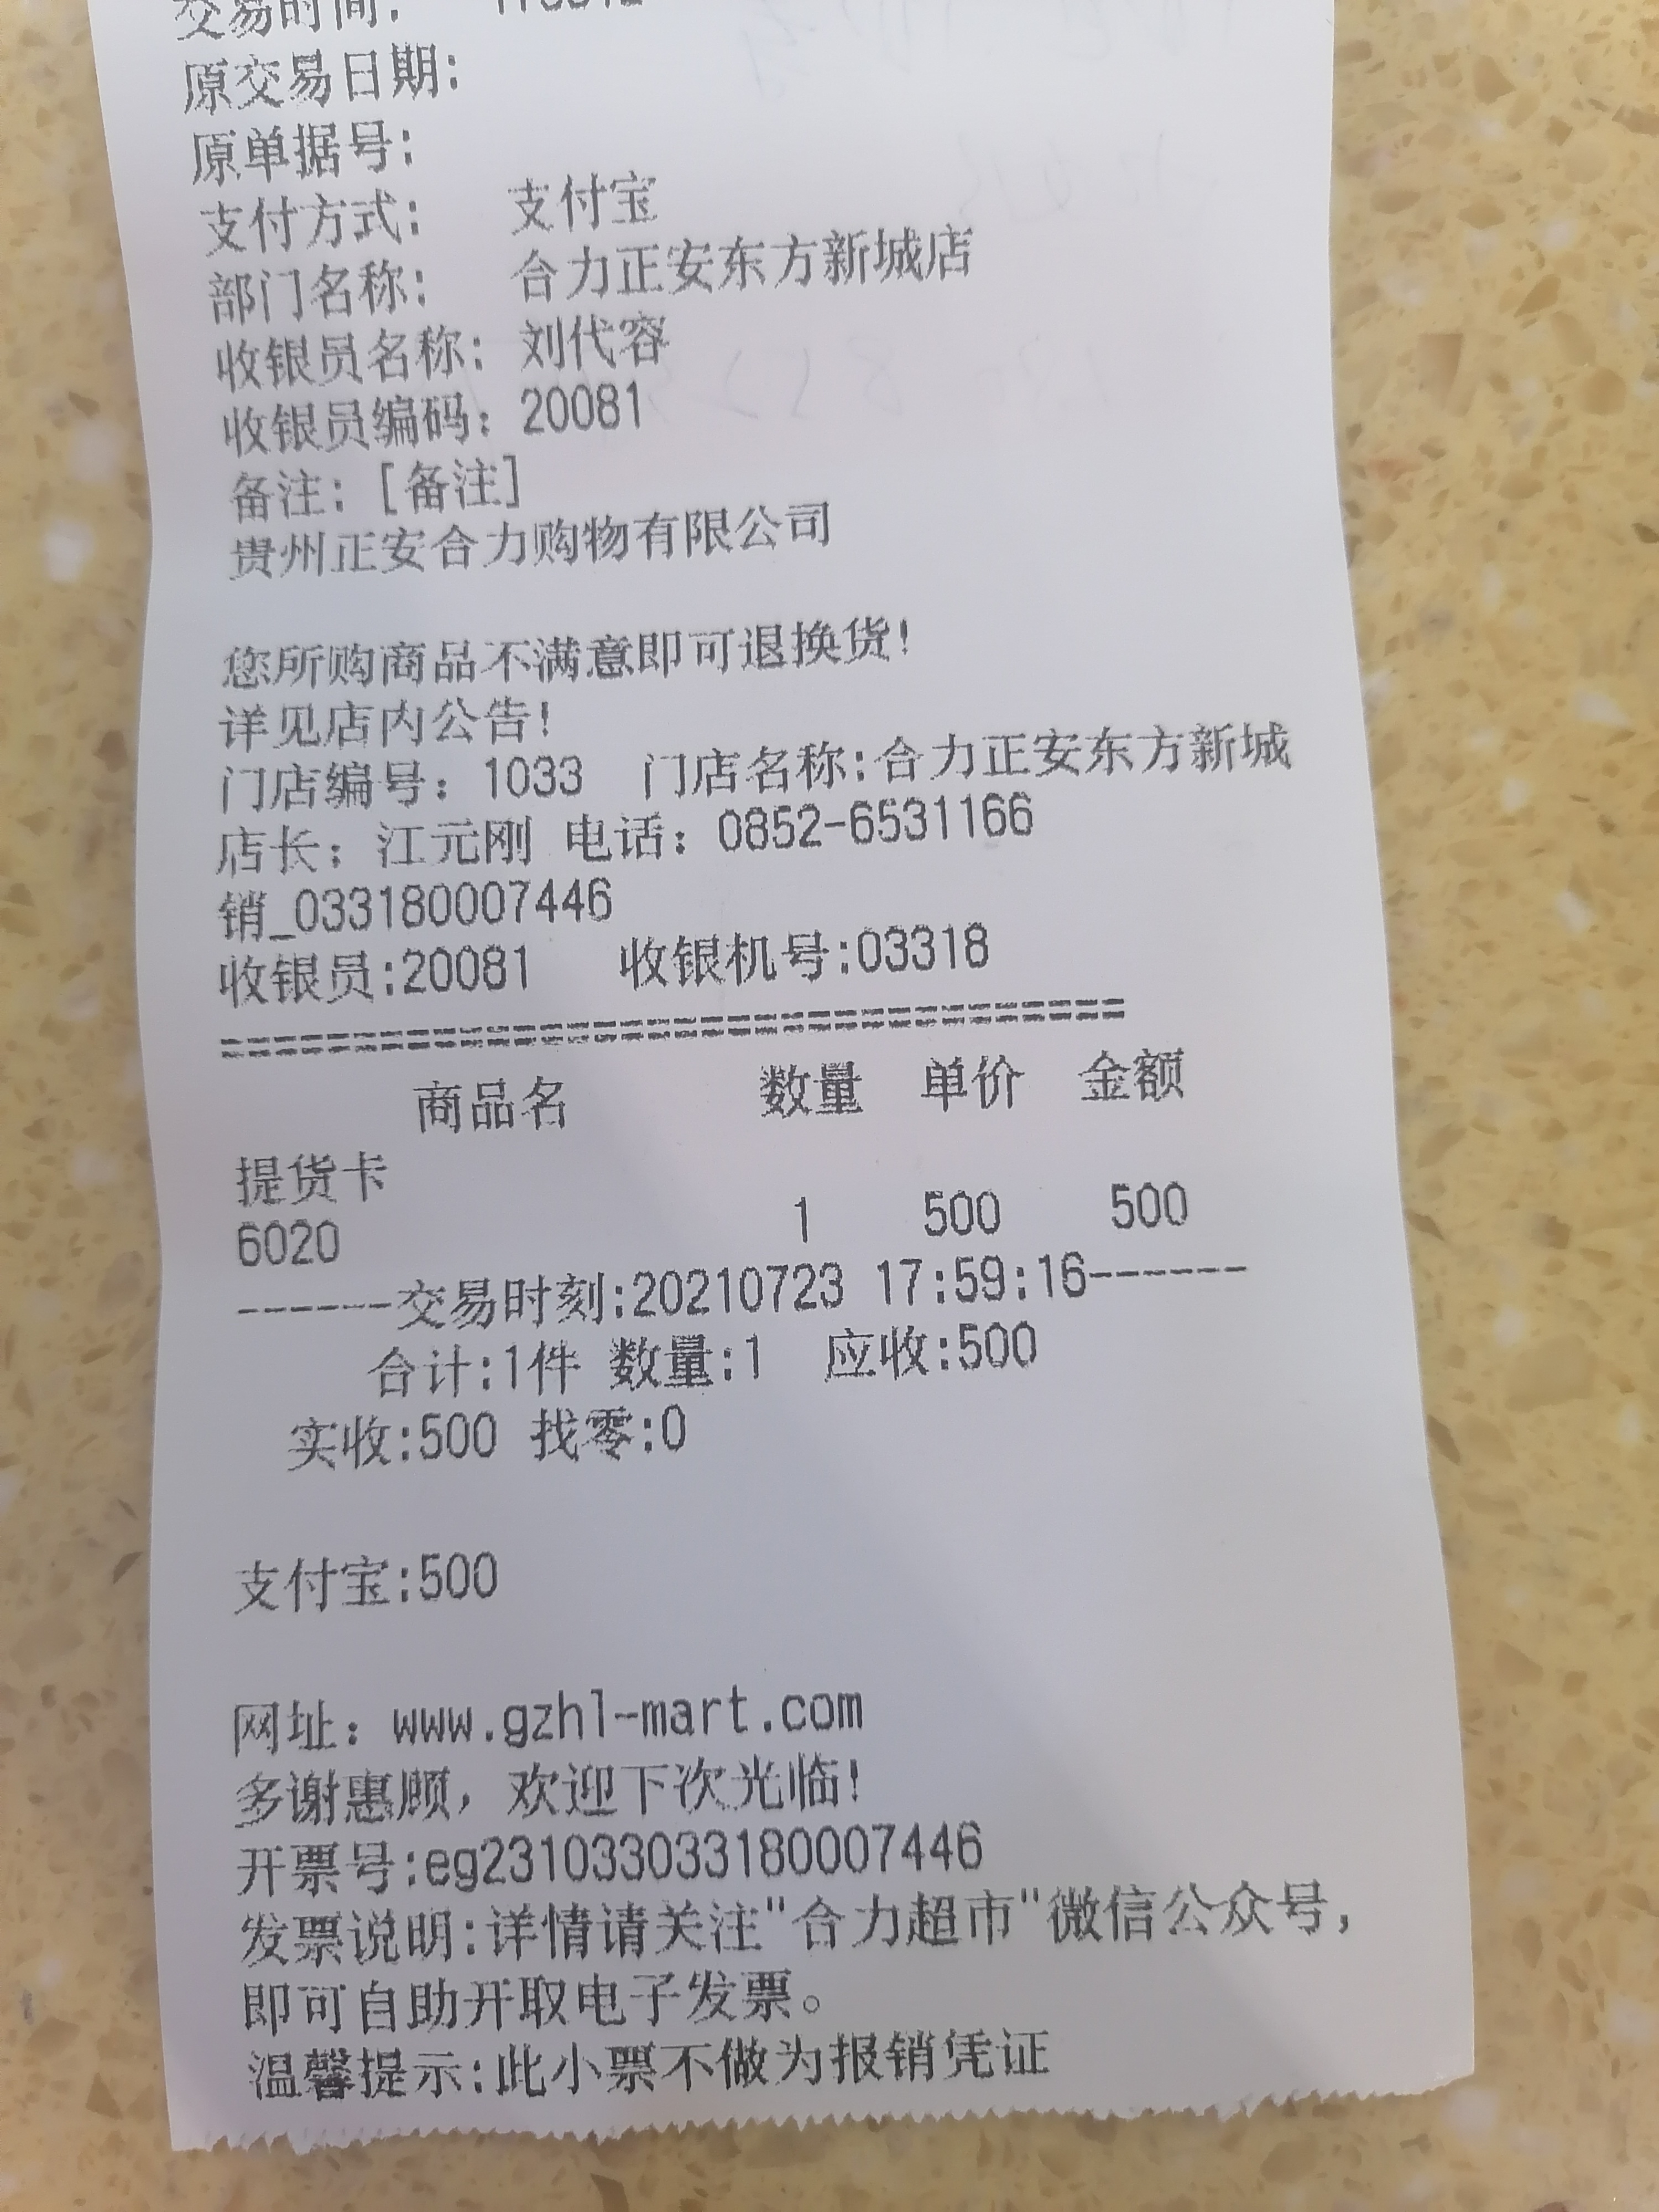 交易时间:
原交易日期:
原单据号:
支付方式: 支付宝
部门名称: 合力正安东方新城店
收银员名称: 刘代容
收银员编码: 20081
备注: [备注]
贵州正安合力购物有限公司
您所购商品不满意即可退换货!
详见店内公告!
门店编号: 1033 门店名称:合力正安东方新城
店长: 江元刚 电话: 0852-6531166
销_033180007446
收银员:20081 收银机号:03318
==================================
商品名 数量 单价 金额
提货卡
6020 1 500 500
------交易时刻:20210723 17:59:16------
合计:1件 数量:1 应收:500
实收:500 找零:0
支付宝:500
网址: www.gzhl-mart.com
多谢惠顾, 欢迎下次光临!
开票号:eg231033033180007446
发票说明:详情请关注"合力超市"微信公众号,
即可自助开取电子发票。
温馨提示:此小票不做为报销凭证